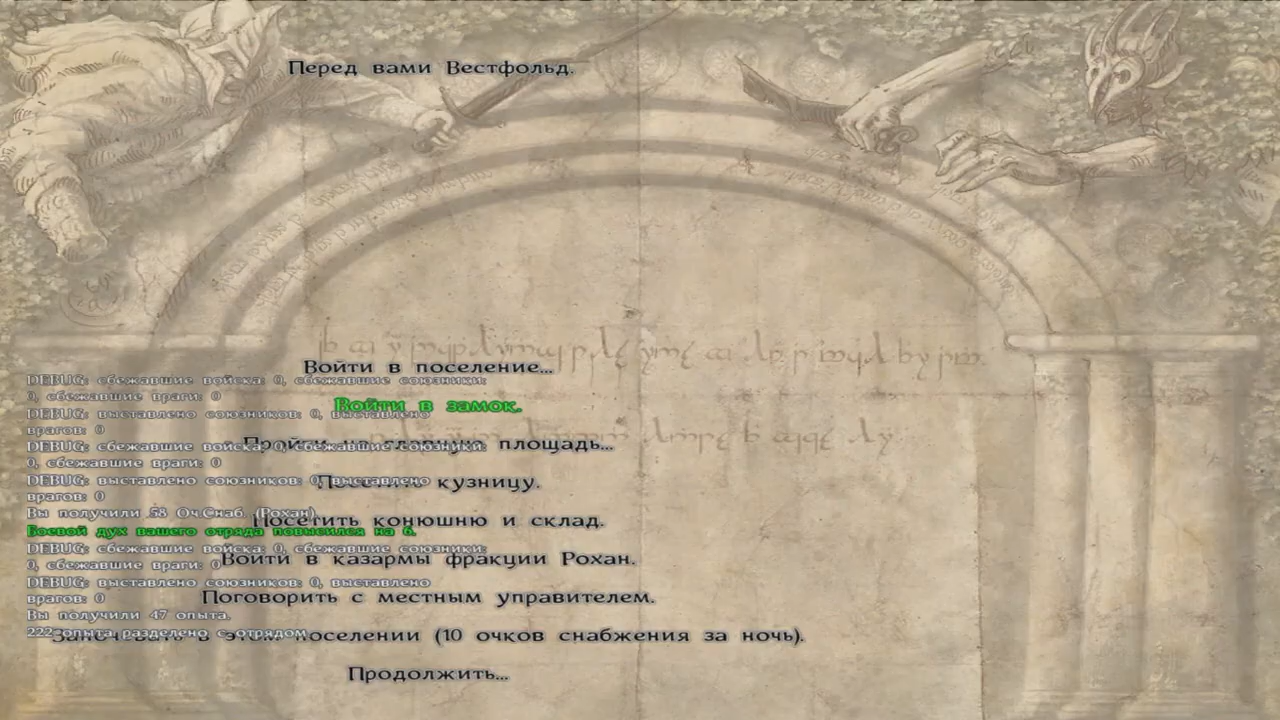 Перед вами Вестфольд.
Войти в поселение...
DEBUG: сбежавшие войска: 0, сбежавшие союзники:
0, сбежавшие враги: 0
Войти в замок.
DEBUG: выставлено союзников: 0, выставлено
врагов: 0
Пройти на главную площадь...
DEBUG: сбежавшие войска: 0, сбежавшие союзники:
0, сбежавшие враги: 0
Посетить кузницу.
DEBUG: выставлено союзников: 0, выставлено
врагов: 0
Вы получили 58 Оч.Снаб. (Рохан).
Посетить конюшню и склад.
Боевой дух вашего отряда повысился на 6.
DEBUG: сбежавшие войска: 0, сбежавшие союзники:
0, сбежавшие враги: 0
Войти в казармы фракции Рохан.
DEBUG: выставлено союзников: 0, выставлено
врагов: 0
Поговорить с местным управителем.
Вы получили 47 опыта.
222 опыта разделено с отрядом.
Заночевать в этом поселении (10 очков снабжения за ночь).
Продолжить...